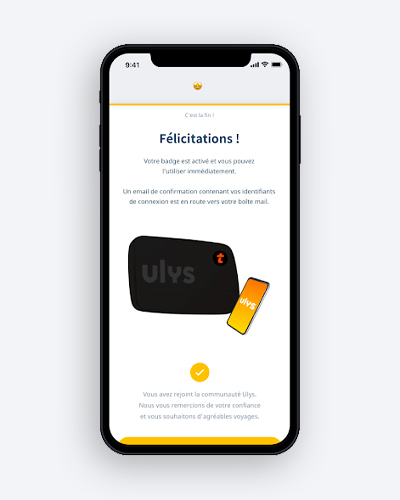 9:41
C'est la fin !
Félicitations !
Votre badge est activé et vous pouvez
l'utiliser immédiatement.
Un email de confirmation contenant vos identifiants
de connexion est en route vers votre boîte mail.
ulys
t
ulys
Vous avez rejoint la communauté Ulys.
Nous vous remercions de votre confiance
et vous souhaitons d'agréables voyages.